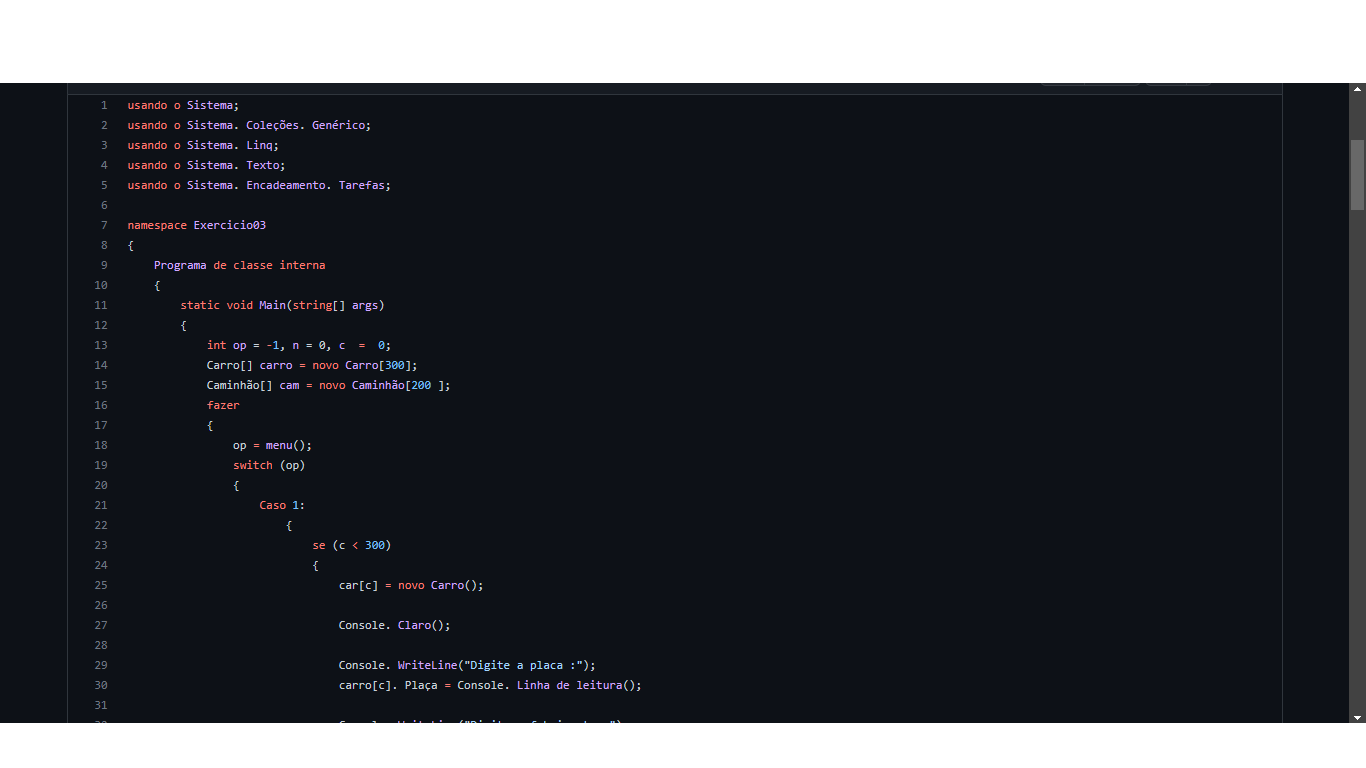 1 usando o Sistema;
2 usando o Sistema. Coleções. Genérico;
3 usando o Sistema. Linq;
4 usando o Sistema. Texto;
5 usando o Sistema. Encadeamento. Tarefas;
6
7 namespace Exercicio03
8 {
9 Programa de classe interna
10 {
11 static void Main(string[] args)
12 {
13 int op = -1, n = 0, c  =  0;
14 Carro[] carro = novo Carro[300];
15 Caminhão[] cam = novo Caminhão[200 ];
16 fazer
17 {
18 op = menu();
19 switch (op)
20 {
21 Caso 1:
22 {
23 se (c < 300)
24 {
25 car[c] = novo Carro();
26
27 Console. Claro();
28
29 Console. WriteLine("Digite a placa :");
30 carro[c]. Plaça = Console. Linha de leitura();
31